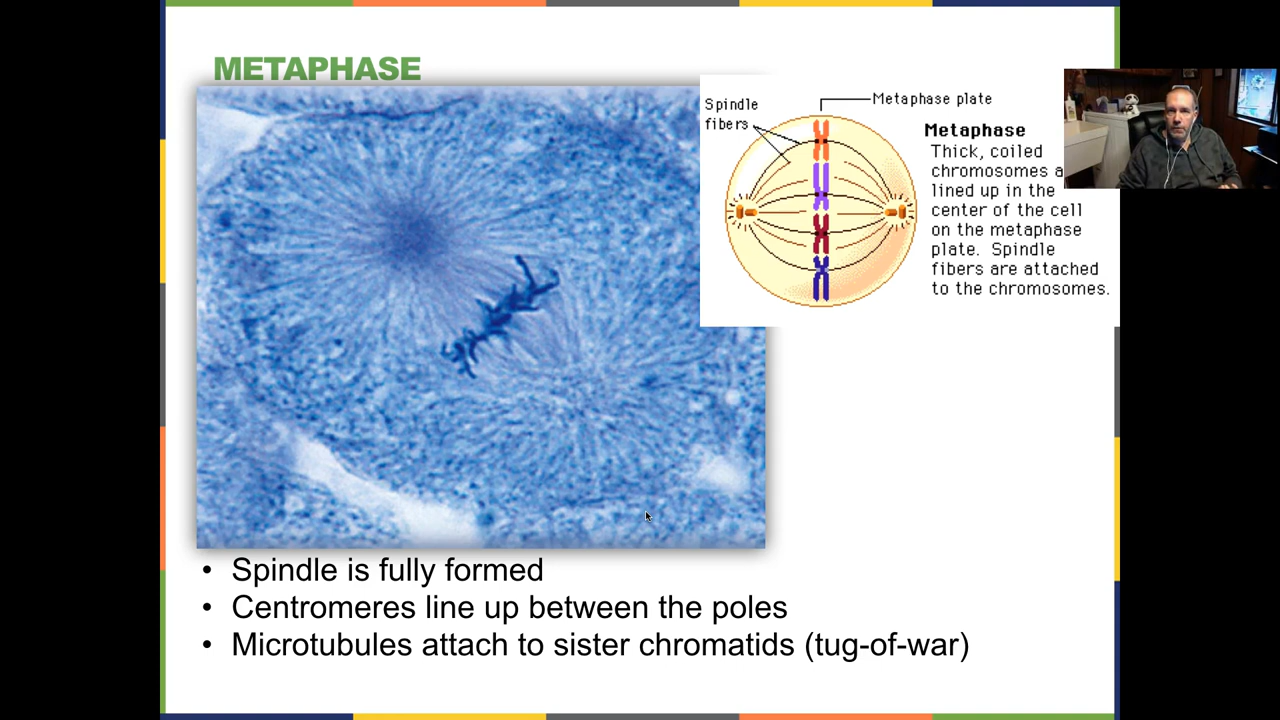 METAPHASE
Spindle
fibers
Metaphase plate
Metaphase
Thick, coiled
chromosomes a
lined up in the
center of the cell
on the metaphase
plate. Spindle
fibers are attached
to the chromosomes.
• Spindle is fully formed
• Centromeres line up between the poles
• Microtubules attach to sister chromatids (tug-of-war)